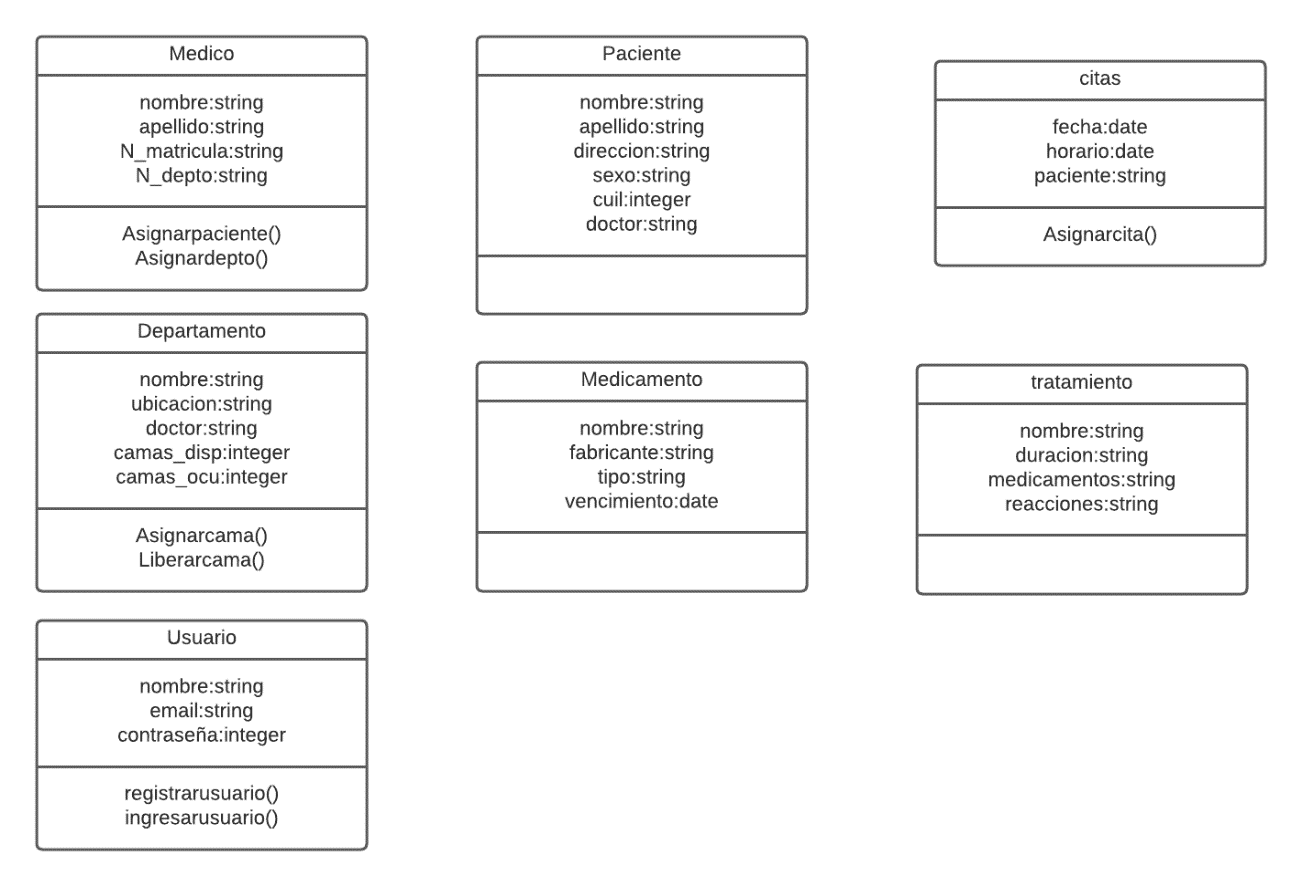 Medico
nombre:string
apellido:string
N_matricula:string
N_depto:string
Asignarpaciente()
Asignardepto()
Paciente
nombre:string
apellido:string
direccion:string
sexo:string
cuil:integer
doctor:string
citas
fecha:date
horario:date
paciente:string
Asignarcita()
Departamento
nombre:string
ubicacion:string
doctor:string
camas_disp:integer
camas_ocu:integer
Asignarcama()
Liberarcama()
Medicamento
nombre:string
fabricante:string
tipo:string
vencimiento:date
tratamiento
nombre:string
duracion:string
medicamentos:string
reacciones:string
Usuario
nombre:string
email:string
contraseña:integer
registrarusuario()
ingresarusuario()